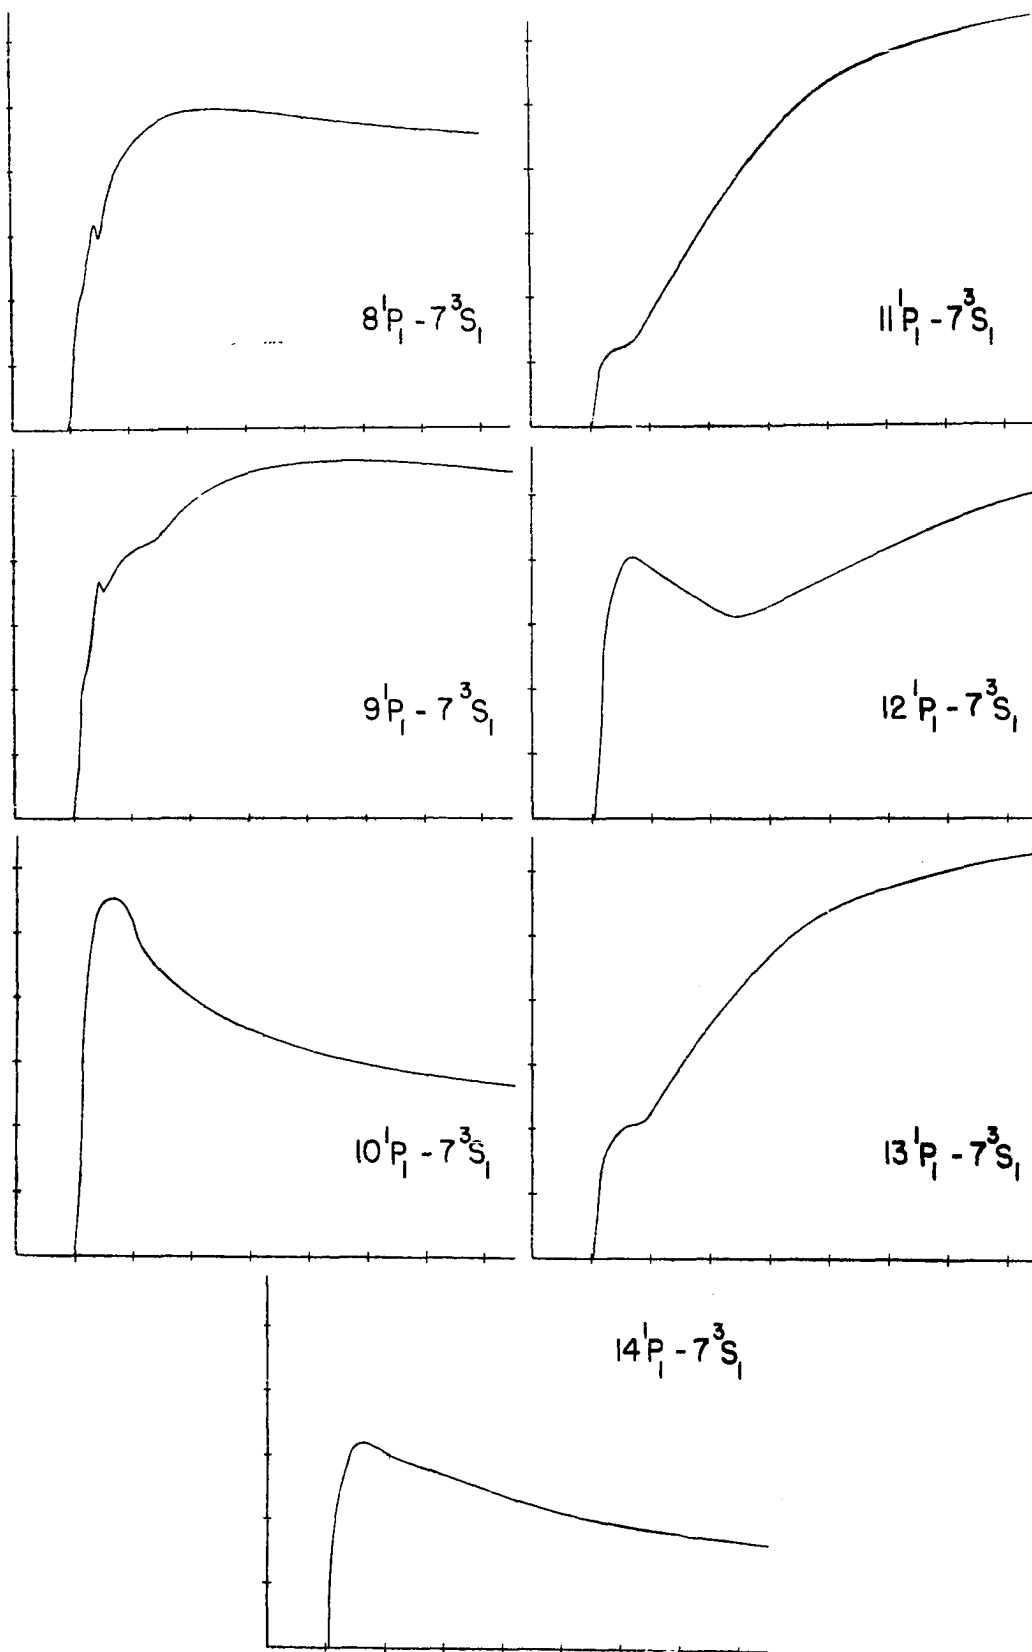 8¹P₁ - 7³S₁
11¹P₁ - 7³S₁
9¹P₁ - 7³S₁
12¹P₁ - 7³S₁
10¹P₁ - 7³S₁
13¹P₁ - 7³S₁
14¹P₁ - 7³S₁